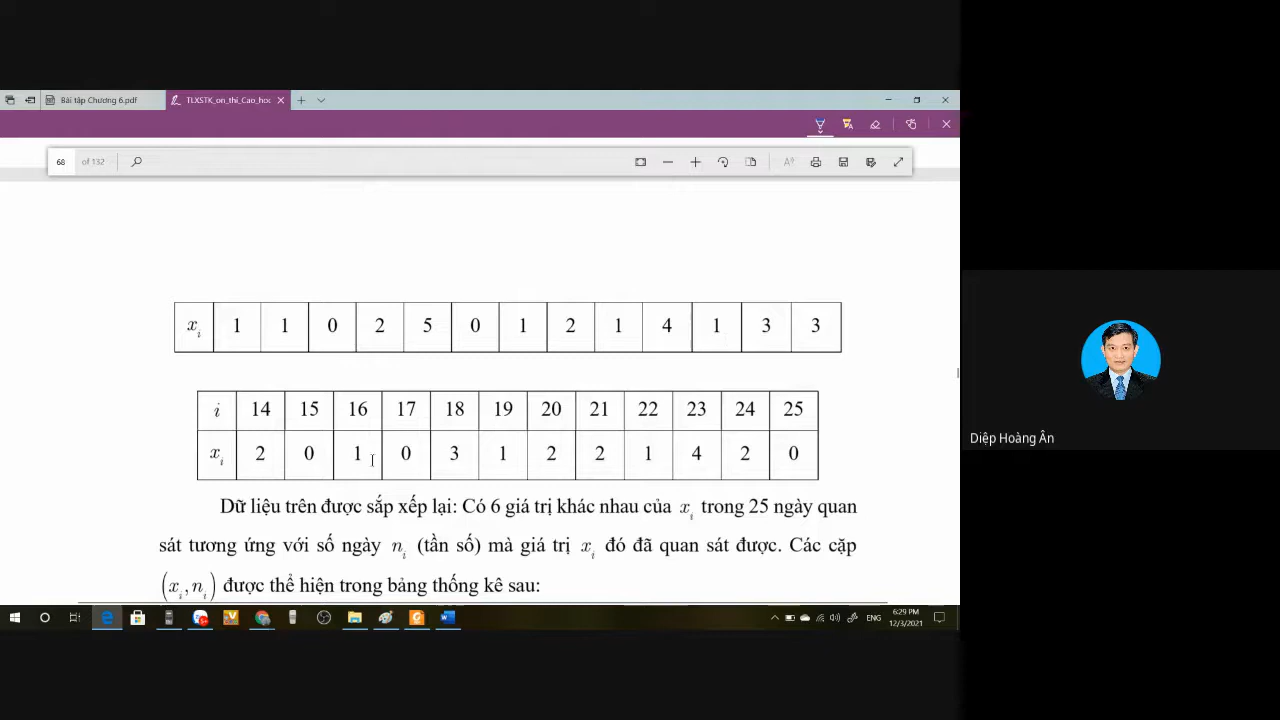 Bài tập Chương 6.pdf
TLXSTK_on_thi_Cao_hoc
68 of 132
x_i 1 1 0 2 5 0 1 2 1 4 1 3 3
i 14 15 16 17 18 19 20 21 22 23 24 25
x_i 2 0 1 0 3 1 2 2 1 4 2 0
Dữ liệu trên được sắp xếp lại: Có 6 giá trị khác nhau của x_i trong 25 ngày quan
sát tương ứng với số ngày n_i (tần số) mà giá trị x_i đó đã quan sát được. Các cặp
(x_i, n_i) được thể hiện trong bảng thống kê sau:
Diệp Hoàng Ân
ENG
6:29 PM
12/3/2021